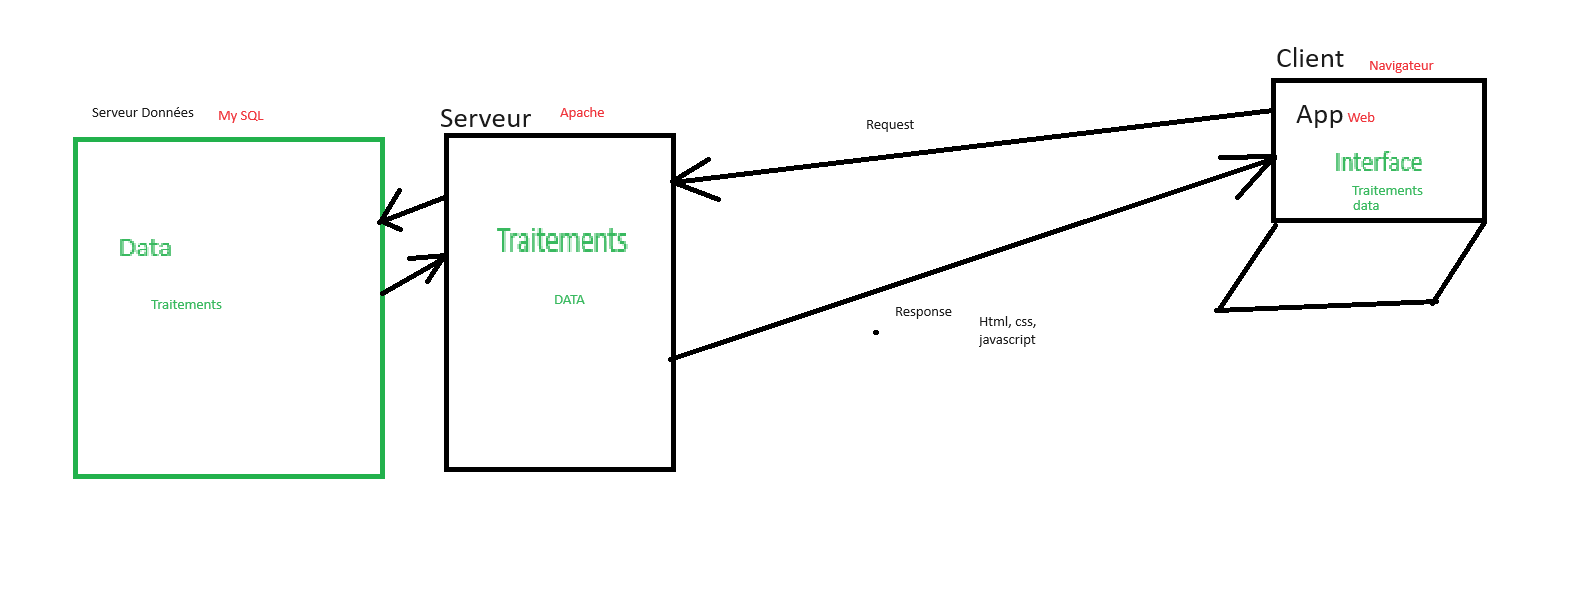 Serveur Données My SQL
Data
Traitements
Serveur Apache
Traitements
DATA
Request
Response
Html, css,
javascript
Client Navigateur
App Web
Interface
Traitements
data